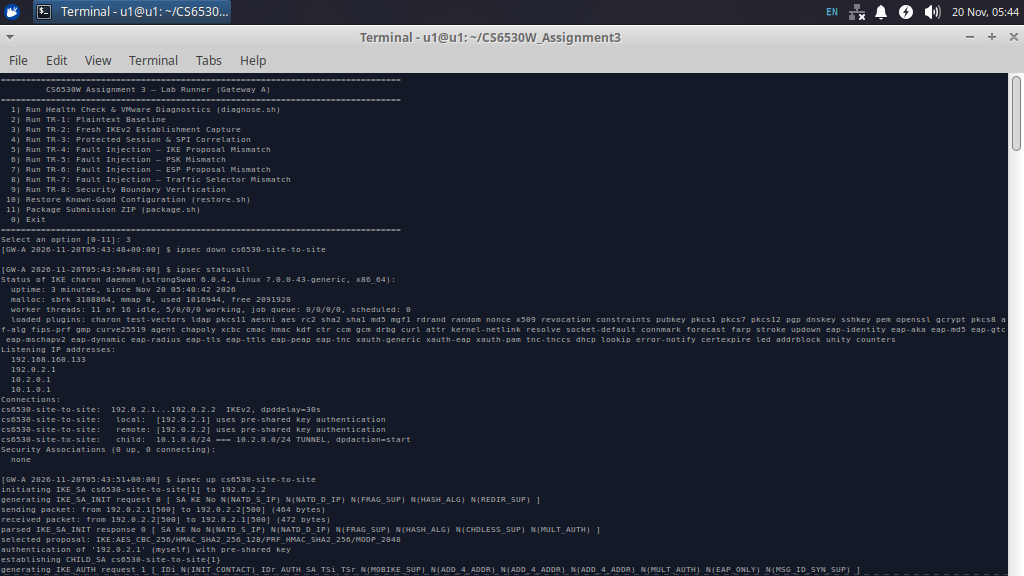 Terminal - u1@u1: ~/CS6530...
EN
20 Nov, 05:44
Terminal - u1@u1: ~/CS6530W_Assignment3
File Edit View Terminal Tabs Help
================================================================================
CS6530W Assignment 3 — Lab Runner (Gateway A)
================================================================================
1) Run Health Check & VMware Diagnostics (diagnose.sh)
2) Run TR-1: Plaintext Baseline
3) Run TR-2: Fresh IKEv2 Establishment Capture
4) Run TR-3: Protected Session & SPI Correlation
5) Run TR-4: Fault Injection — IKE Proposal Mismatch
6) Run TR-5: Fault Injection — PSK Mismatch
7) Run TR-6: Fault Injection — ESP Proposal Mismatch
8) Run TR-7: Fault Injection — Traffic Selector Mismatch
9) Run TR-8: Security Boundary Verification
10) Restore Known-Good Configuration (restore.sh)
11) Package Submission ZIP (package.sh)
0) Exit
================================================================================
Select an option [0-11]: 3
[GW-A 2026-11-20T05:43:48+00:00] $ ipsec down cs6530-site-to-site
[GW-A 2026-11-20T05:43:50+00:00] $ ipsec statusall
Status of IKE charon daemon (strongSwan 6.0.4, Linux 7.0.0-43-generic, x86_64):
uptime: 3 minutes, since Nov 20 05:40:42 2026
malloc: sbrk 3108864, mmap 0, used 1016944, free 2091920
worker threads: 11 of 16 idle, 5/0/0/0 working, job queue: 0/0/0/0, scheduled: 0
loaded plugins: charon test-vectors ldap pkcs11 aesni aes rc2 sha2 sha1 md5 mgf1 rdrand random nonce x509 revocation constraints pubkey pkcs1 pkcs7 pkcs12 pgp dnskey sshkey pem openssl gcrypt pkcs8 a
f-alg fips-prf gmp curve25519 agent chapoly xcbc cmac hmac kdf ctr ccm gcm drbg curl attr kernel-netlink resolve socket-default connmark forecast farp stroke updown eap-identity eap-aka eap-md5 eap-gtc
eap-mschapv2 eap-dynamic eap-radius eap-tls eap-ttls eap-peap eap-tnc xauth-generic xauth-eap xauth-pam tnc-tnccs dhcp lookip error-notify certexpire led addrblock unity counters
Listening IP addresses:
192.168.160.133
192.0.2.1
10.2.0.1
10.1.0.1
Connections:
cs6530-site-to-site:  192.0.2.1...192.0.2.2  IKEv2, dpddelay=30s
cs6530-site-to-site:   local:  [192.0.2.1] uses pre-shared key authentication
cs6530-site-to-site:   remote: [192.0.2.2] uses pre-shared key authentication
cs6530-site-to-site:   child:  10.1.0.0/24 === 10.2.0.0/24 TUNNEL, dpdaction=start
Security Associations (0 up, 0 connecting):
none
[GW-A 2026-11-20T05:43:51+00:00] $ ipsec up cs6530-site-to-site
initiating IKE_SA cs6530-site-to-site[1] to 192.0.2.2
generating IKE_SA_INIT request 0 [ SA KE No N(NATD_S_IP) N(NATD_D_IP) N(FRAG_SUP) N(HASH_ALG) N(REDIR_SUP) ]
sending packet: from 192.0.2.1[500] to 192.0.2.2[500] (464 bytes)
received packet: from 192.0.2.2[500] to 192.0.2.1[500] (472 bytes)
parsed IKE_SA_INIT response 0 [ SA KE No N(NATD_S_IP) N(NATD_D_IP) N(FRAG_SUP) N(HASH_ALG) N(CHDLESS_SUP) N(MULT_AUTH) ]
selected proposal: IKE:AES_CBC_256/HMAC_SHA2_256_128/PRF_HMAC_SHA2_256/MODP_2048
authentication of '192.0.2.1' (myself) with pre-shared key
establishing CHILD_SA cs6530-site-to-site{1}
generating IKE_AUTH request 1 [ IDi N(INIT_CONTACT) IDr AUTH SA TSi TSr N(MOBIKE_SUP) N(ADD_4_ADDR) N(ADD_4_ADDR) N(ADD_4_ADDR) N(MULT_AUTH) N(EAP_ONLY) N(MSG_ID_SYN_SUP) ]